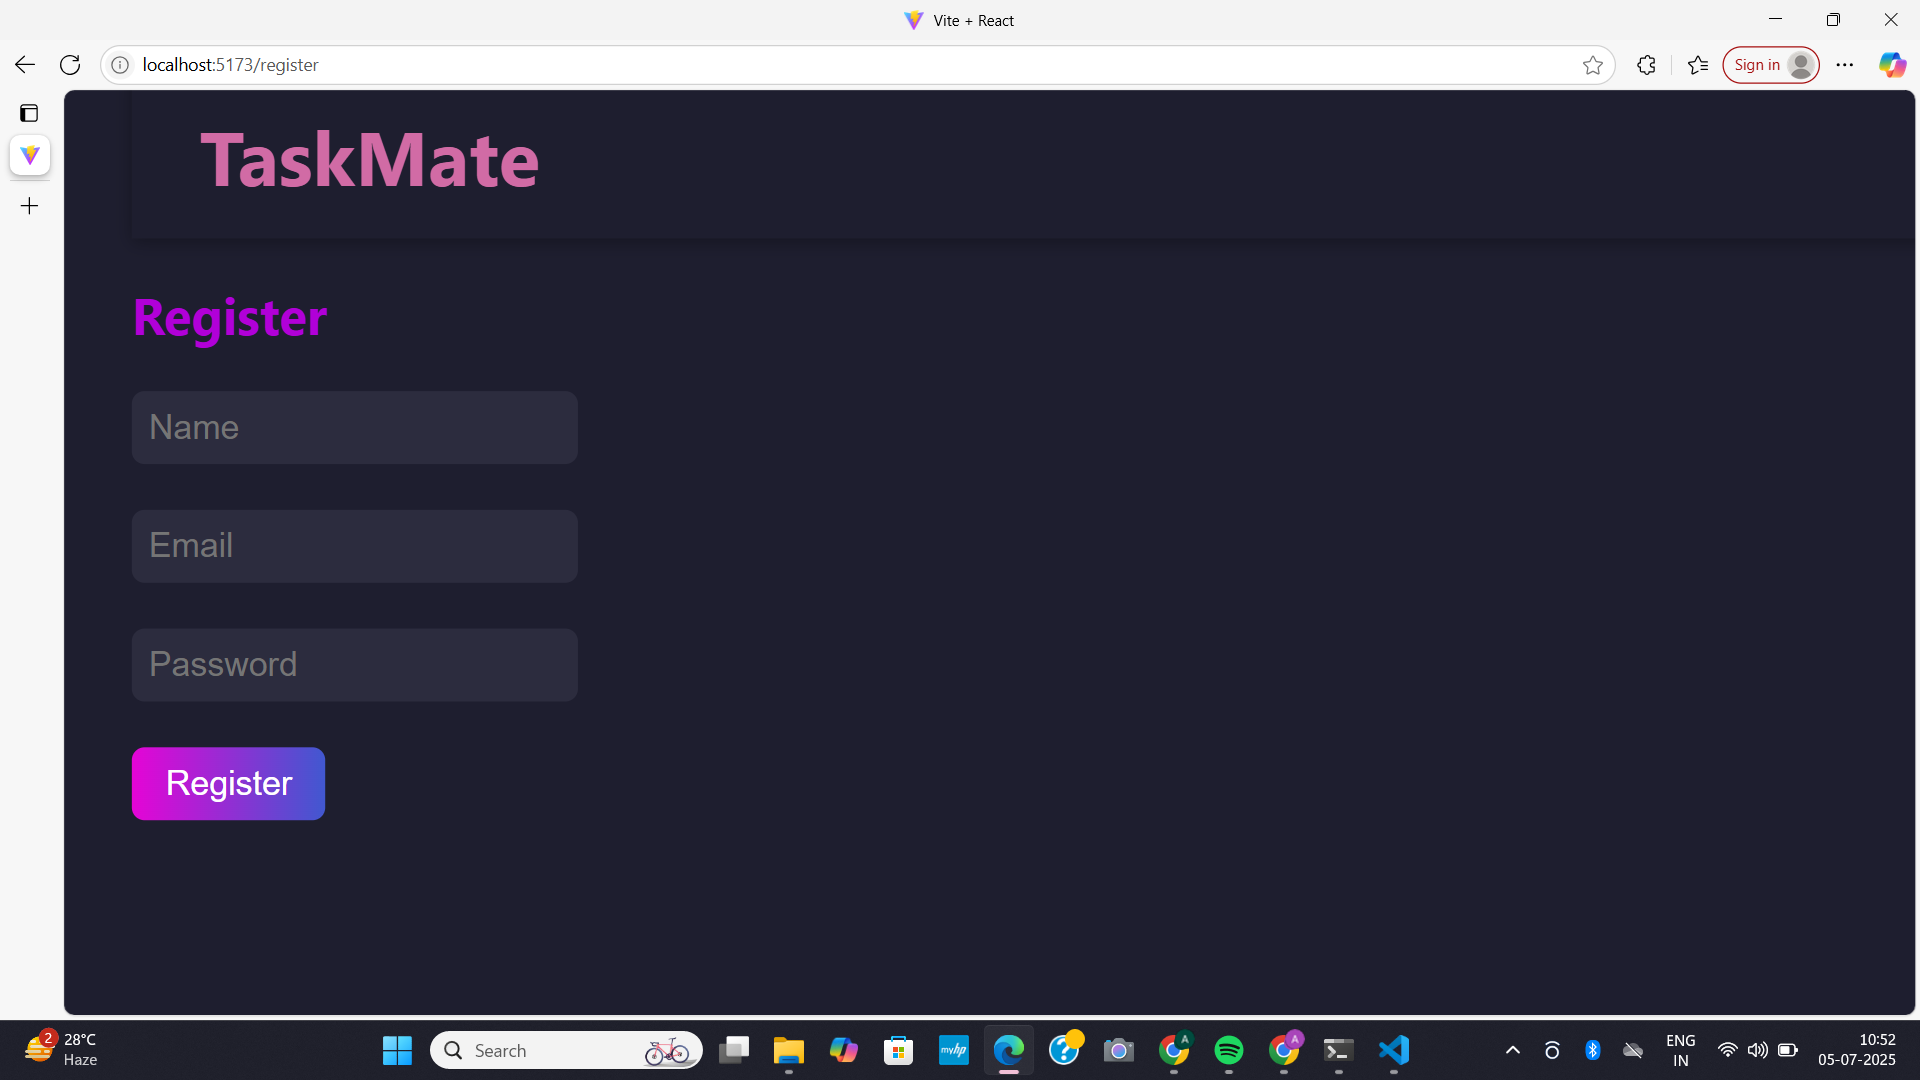 Vite + React
localhost:5173/register
Sign in
TaskMate
Register
Name
Email
Password
Register
2
28°C
Haze
Search
myhp
A
A
ENG
IN
10:52
05-07-2025